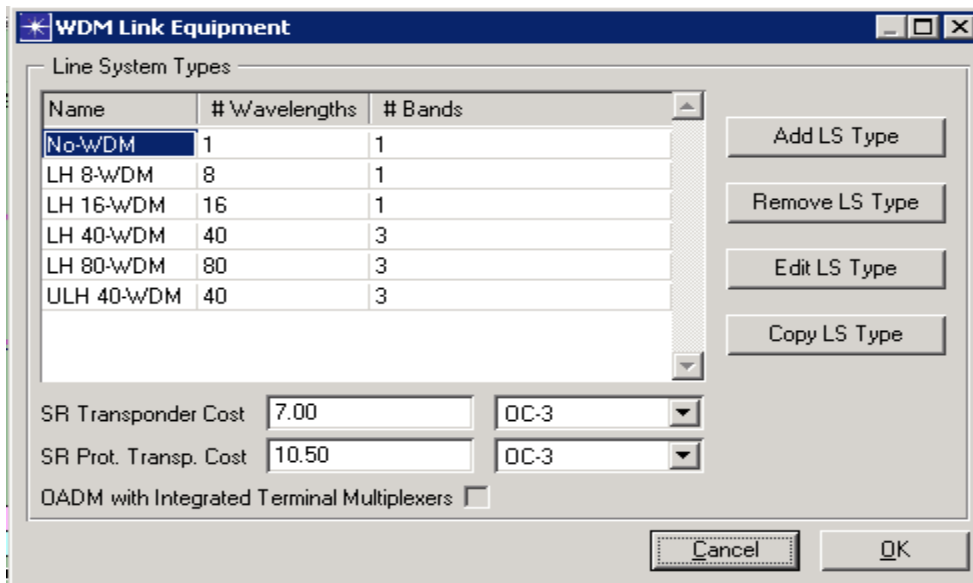 WDM Link Equipment
Line System Types
Name # Wavelengths # Bands
No-WDM 1 1
LH 8-WDM 8 1
LH 16-WDM 16 1
LH 40-WDM 40 3
LH 80-WDM 80 3
ULH 40-WDM 40 3
Add LS Type
Remove LS Type
Edit LS Type
Copy LS Type
SR Transponder Cost 7.00 OC-3
SR Prot. Transp. Cost 10.50 OC-3
OADM with Integrated Terminal Multiplexers
Cancel OK